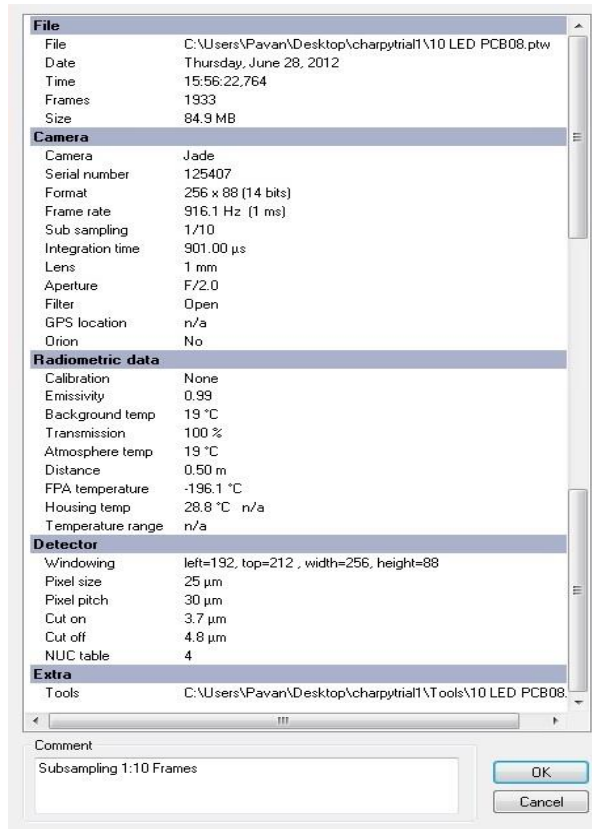 File
File C:\Users\Pavan\Desktop\charpytrial1\10 LED PCB08.ptw
Date Thursday, June 28, 2012
Time 15:56:22,764
Frames 1933
Size 84.9 MB
Camera
Camera Jade
Serial number 125407
Format 256 x 88 (14 bits)
Frame rate 916.1 Hz (1 ms)
Sub sampling 1/10
Integration time 901.00 µs
Lens 1 mm
Aperture F/2.0
Filter Open
GPS location n/a
Orion No
Radiometric data
Calibration None
Emissivity 0.99
Background temp 19 °C
Transmission 100 %
Atmosphere temp 19 °C
Distance 0.50 m
FPA temperature -196.1 °C
Housing temp 28.8 °C n/a
Temperature range n/a
Detector
Windowing left=192, top=212 , width=256, height=88
Pixel size 25 µm
Pixel pitch 30 µm
Cut on 3.7 µm
Cut off 4.8 µm
NUC table 4
Extra
Tools C:\Users\Pavan\Desktop\charpytrial1\Tools\10 LED PCB08.
Comment
Subsampling 1:10 Frames
OK
Cancel